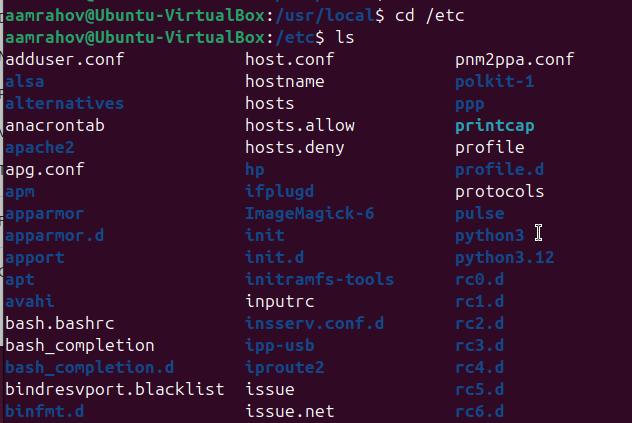 aamrahov@Ubuntu-VirtualBox:/usr/local$ cd /etc
aamrahov@Ubuntu-VirtualBox:/etc$ ls
adduser.conf host.conf pnm2ppa.conf
alsa hostname polkit-1
alternatives hosts ppp
anacrontab hosts.allow printcap
apache2 hosts.deny profile
apg.conf hp profile.d
apm ifplugd protocols
apparmor ImageMagick-6 pulse
apparmor.d init python3
apport init.d python3.12
apt initramfs-tools rc0.d
avahi inputrc rc1.d
bash.bashrc insserv.conf.d rc2.d
bash_completion ipp-usb rc3.d
bash_completion.d iproute2 rc4.d
bindresvport.blacklist issue rc5.d
binfmt.d issue.net rc6.d